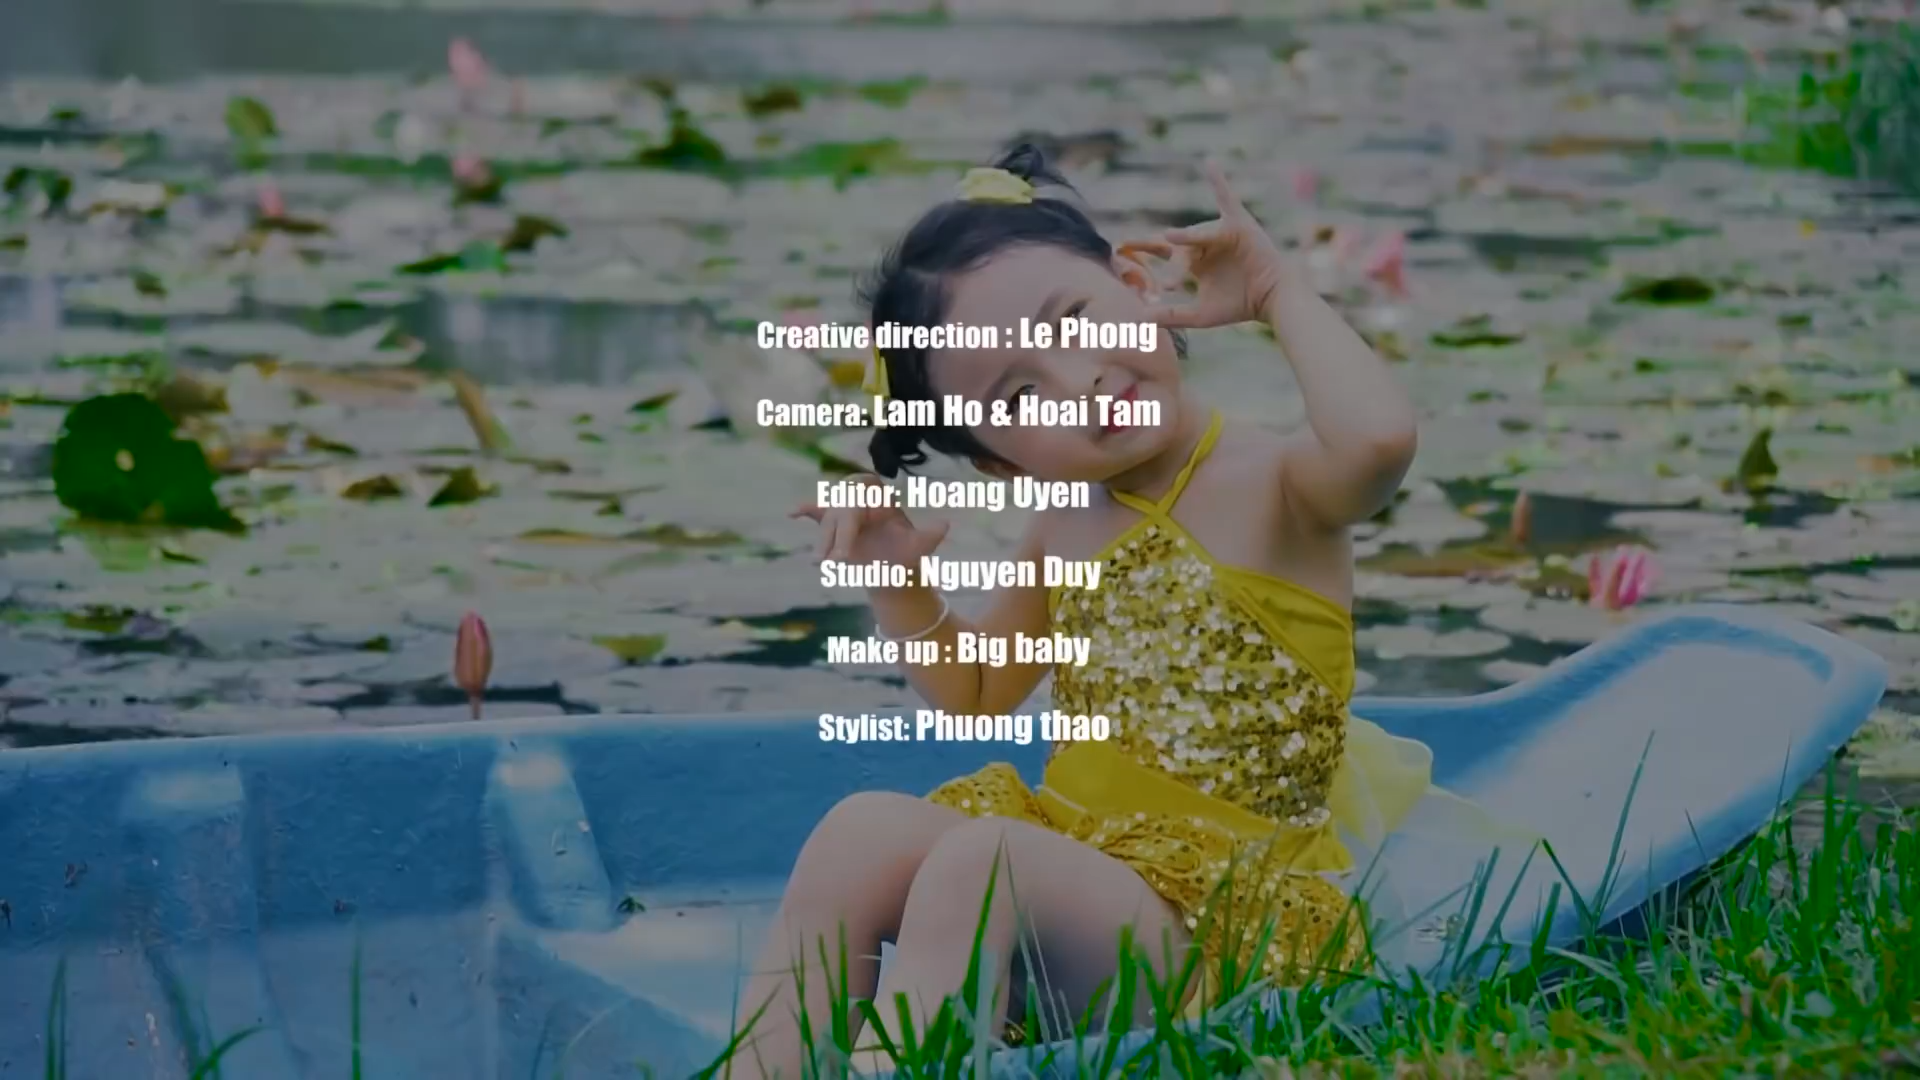 Creative direction : Le Phong
Camera: Lam Ho & Hoai Tam
Editor: Hoang Uyen
Studio: Nguyen Duy
Make up : Big baby
Stylist: Phuong thao